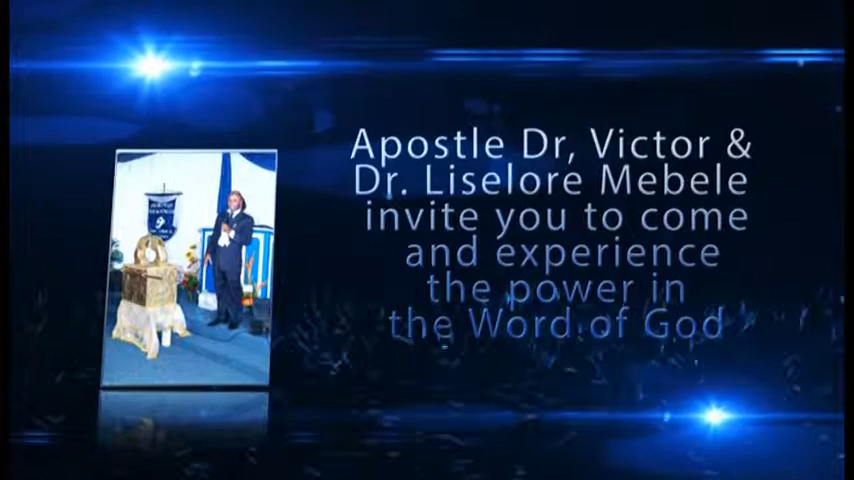 Apostle Dr, Victor &
Dr. Liselore Mebele
invite you to come
and experience
the power in
the Word of God